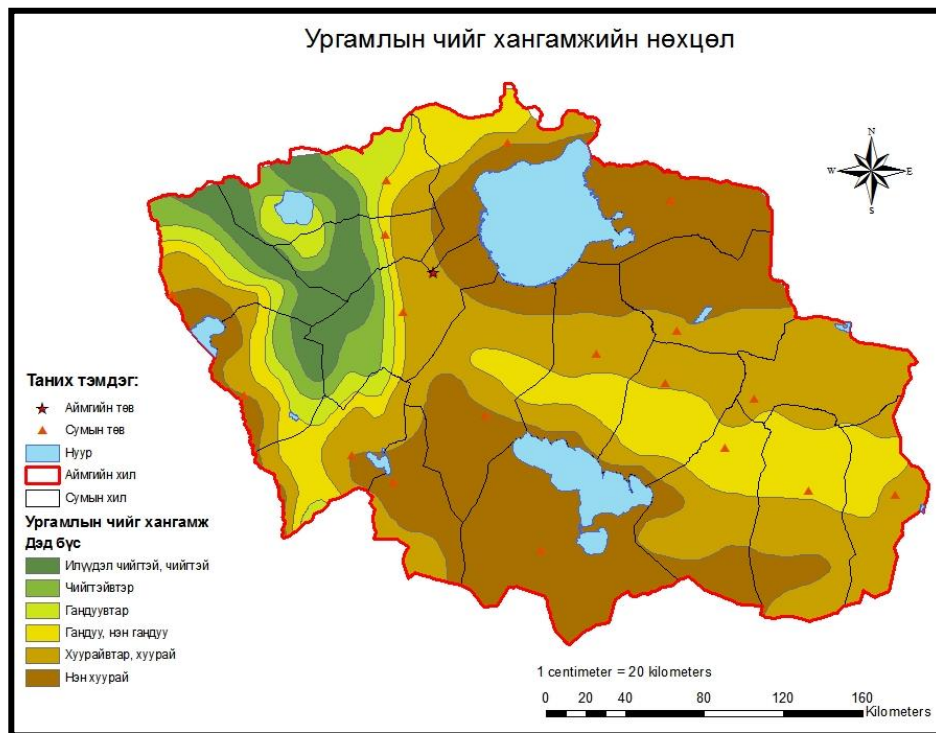 Ургамлын чийг хангамжийн нөхцөл
N
W
E
S
Таних тэмдэг:
Аймгийн төв
Сумын төв
Нуур
Аймгийн хил
Сумын хил
Ургамлын чийг хангамж
Дэд бүс
Илүүдэл чийгтэй, чийгтэй
Чийгтэйвтэр
Гандуувтар
Гандуу, нэн гандуу
Хуурайвтар, хуурай
Нэн хуурай
1 centimeter = 20 kilometers
0 20 40 80 120 160
Kilometers